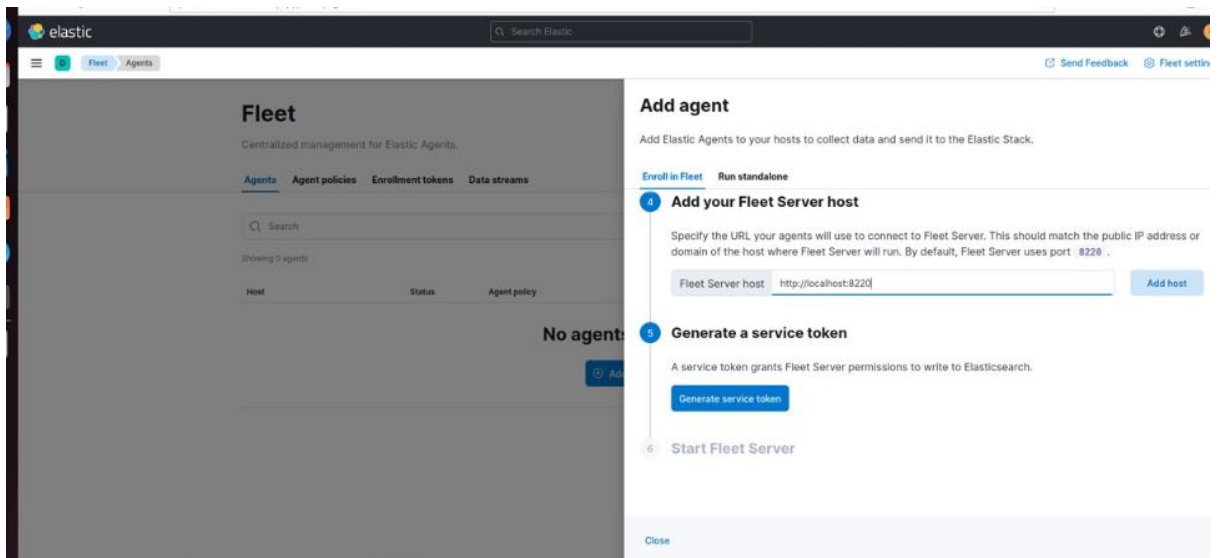 elastic
Search Elastic
D Fleet Agents
Send Feedback Fleet settin
Fleet
Centralized management for Elastic Agents.
Agents Agent policies Enrollment tokens Data streams
Search
Showing 0 agents
Host Status Agent policy
No agent
Ad
Add agent
Add Elastic Agents to your hosts to collect data and send it to the Elastic Stack.
Enroll in Fleet Run standalone
4 Add your Fleet Server host
Specify the URL your agents will use to connect to Fleet Server. This should match the public IP address or
domain of the host where Fleet Server will run. By default, Fleet Server uses port 8220 .
Fleet Server host http://localhost:8220 Add host
5 Generate a service token
A service token grants Fleet Server permissions to write to Elasticsearch.
Generate service token
6 Start Fleet Server
Close